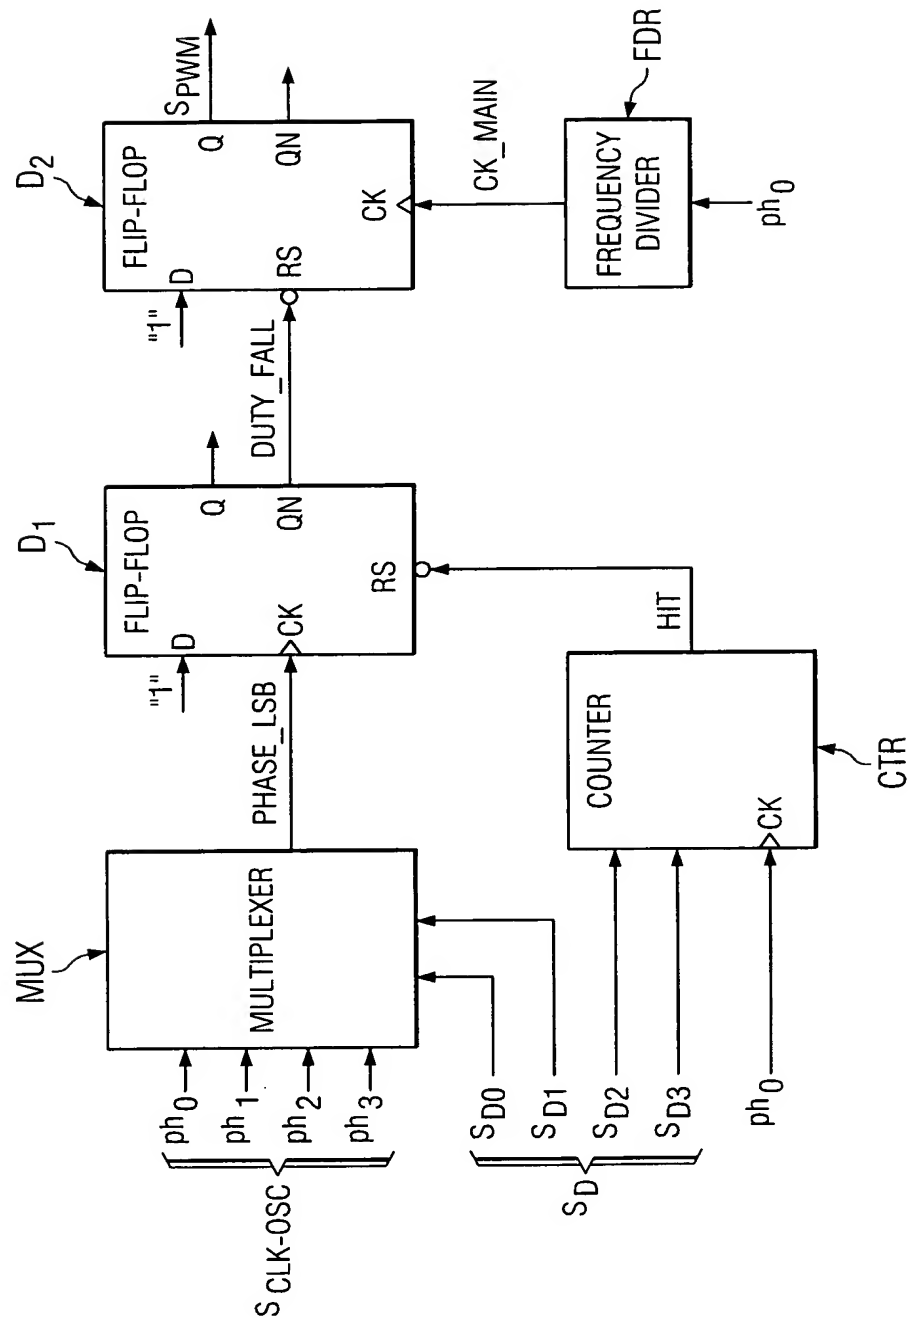 MUX
ph0
ph1
ph2
ph3
S CLK-OSC
MULTIPLEXER
PHASE_LSB
SD0
SD1
SD2
SD3
SD
ph0
COUNTER
CK
CTR
HIT
D1
FLIP-FLOP
"1"
D
CK
Q
QN
RS
DUTY_FALL
D2
FLIP-FLOP
"1"
D
RS
Q
QN
CK
SPWM
CK_MAIN
FREQUENCY
DIVIDER
FDR
ph0